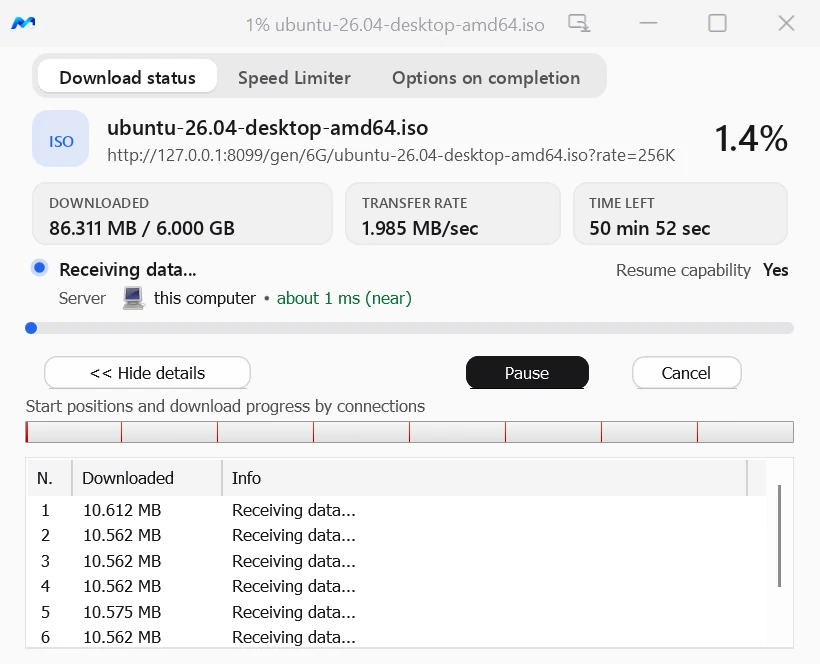 1% ubuntu-26.04-desktop-amd64.iso
Download status Speed Limiter Options on completion
ISO
ubuntu-26.04-desktop-amd64.iso
http://127.0.0.1:8099/gen/6G/ubuntu-26.04-desktop-amd64.iso?rate=256K
1.4%
DOWNLOADED
86.311 MB / 6.000 GB
TRANSFER RATE
1.985 MB/sec
TIME LEFT
50 min 52 sec
Receiving data...
Resume capability Yes
Server this computer • about 1 ms (near)
<< Hide details Pause Cancel
Start positions and download progress by connections
N. Downloaded Info
1 10.612 MB Receiving data...
2 10.562 MB Receiving data...
3 10.562 MB Receiving data...
4 10.562 MB Receiving data...
5 10.575 MB Receiving data...
6 10.562 MB Receiving data...